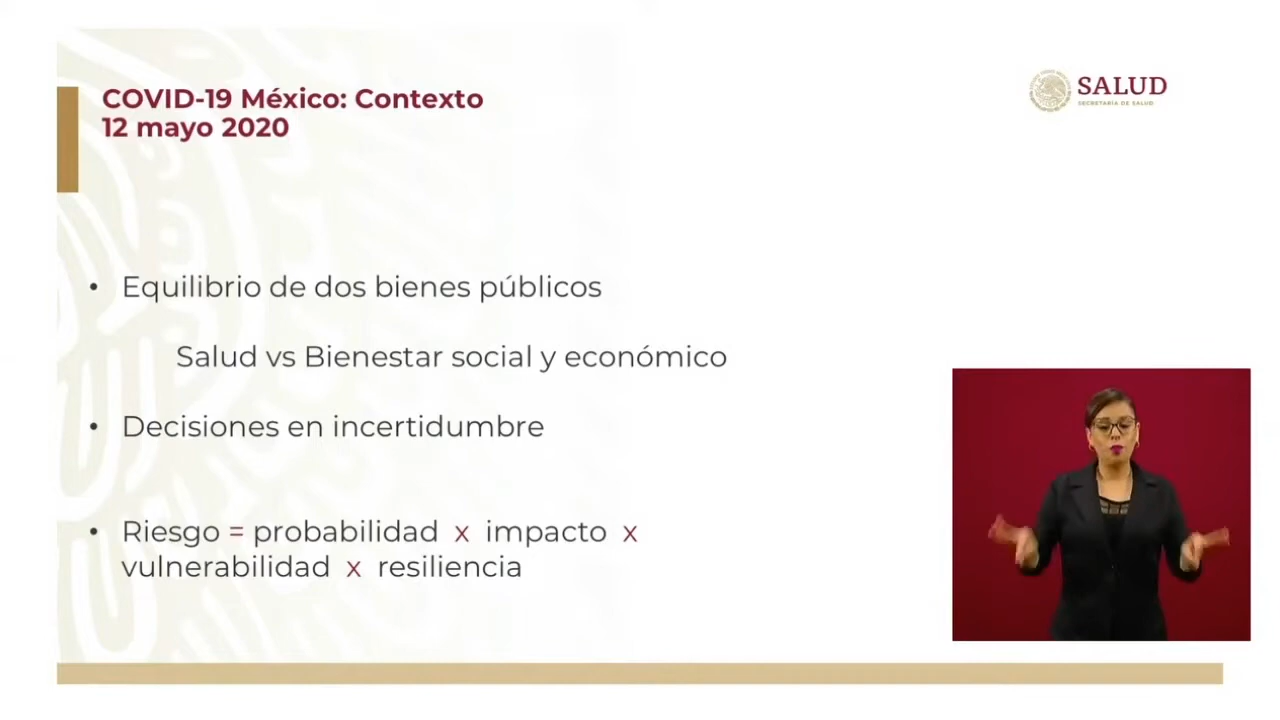 COVID-19 México: Contexto
12 mayo 2020
SALUD
SECRETARÍA DE SALUD
• Equilibrio de dos bienes públicos
Salud vs Bienestar social y económico
• Decisiones en incertidumbre
• Riesgo = probabilidad x impacto x
vulnerabilidad x resiliencia